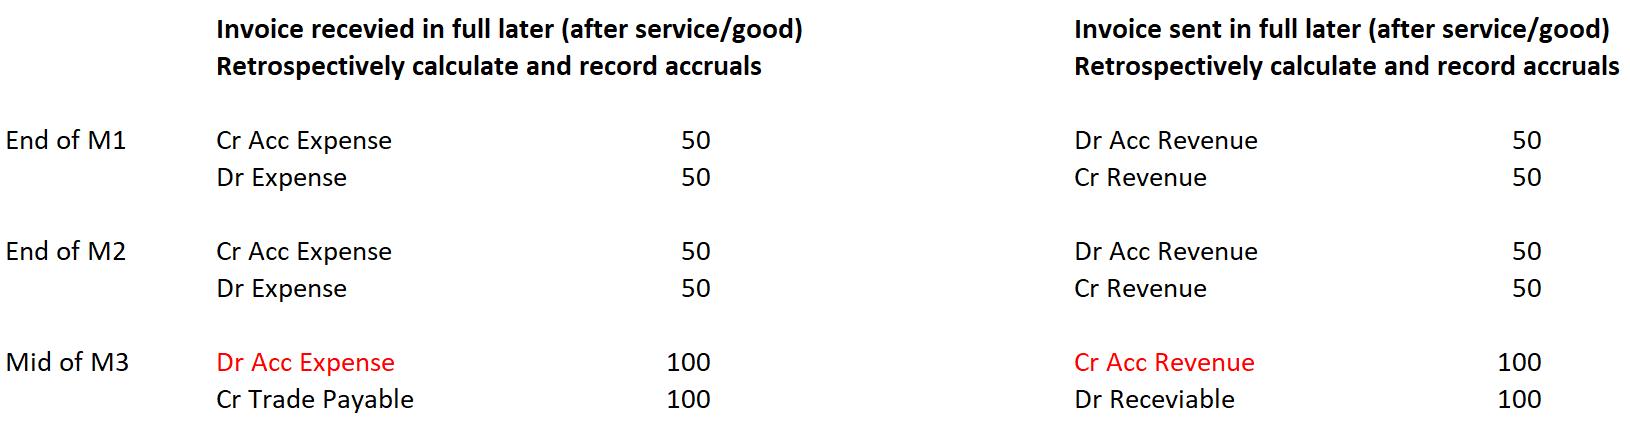 Invoice recevied in full later (after service/good) Invoice sent in full later (after service/good)
Retrospectively calculate and record accruals Retrospectively calculate and record accruals
End of M1 Cr Acc Expense 50 Dr Acc Revenue 50
Dr Expense 50 Cr Revenue 50
End of M2 Cr Acc Expense 50 Dr Acc Revenue 50
Dr Expense 50 Cr Revenue 50
Mid of M3 Dr Acc Expense 100 Cr Acc Revenue 100
Cr Trade Payable 100 Dr Receviable 100